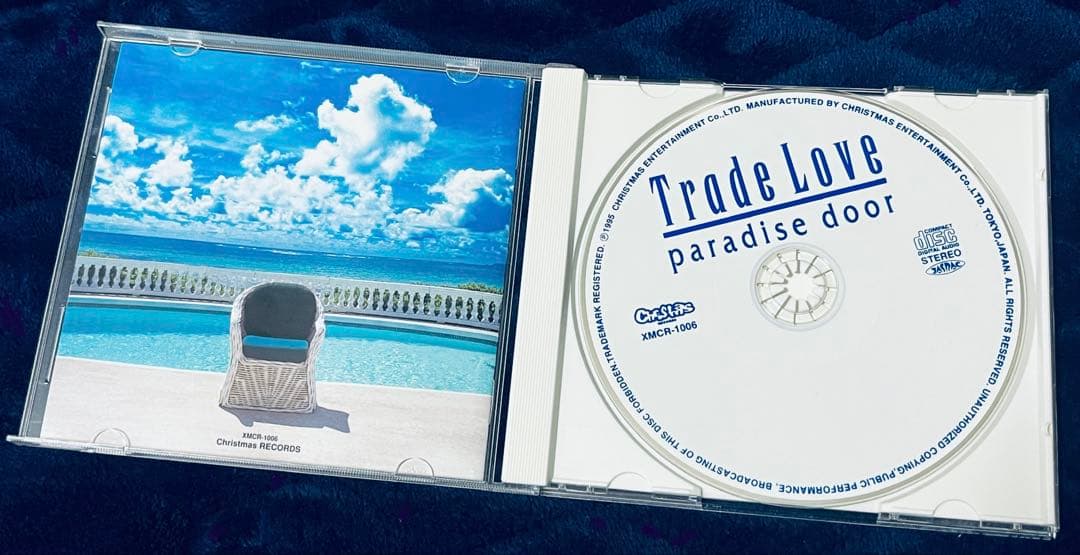 XMCR-1006
Christmas RECORDS
Trade Love
paradise door
COMPACT
disc
DIGITAL AUDIO
STEREO
JASRAC
XMCR-1006
℗1995 CHRISTMAS ENTERTAINMENT Co.,LTD. MANUFACTURED BY CHRISTMAS ENTERTAINMENT Co.,LTD. TOKYO,JAPAN. ALL RIGHTS RESERVED. UNAUTHORIZED COPYING,PUBLIC PERFORMANCE, BROADCASTING OF THIS DISC FORBIDDEN.TRADEMARK REGISTERED.